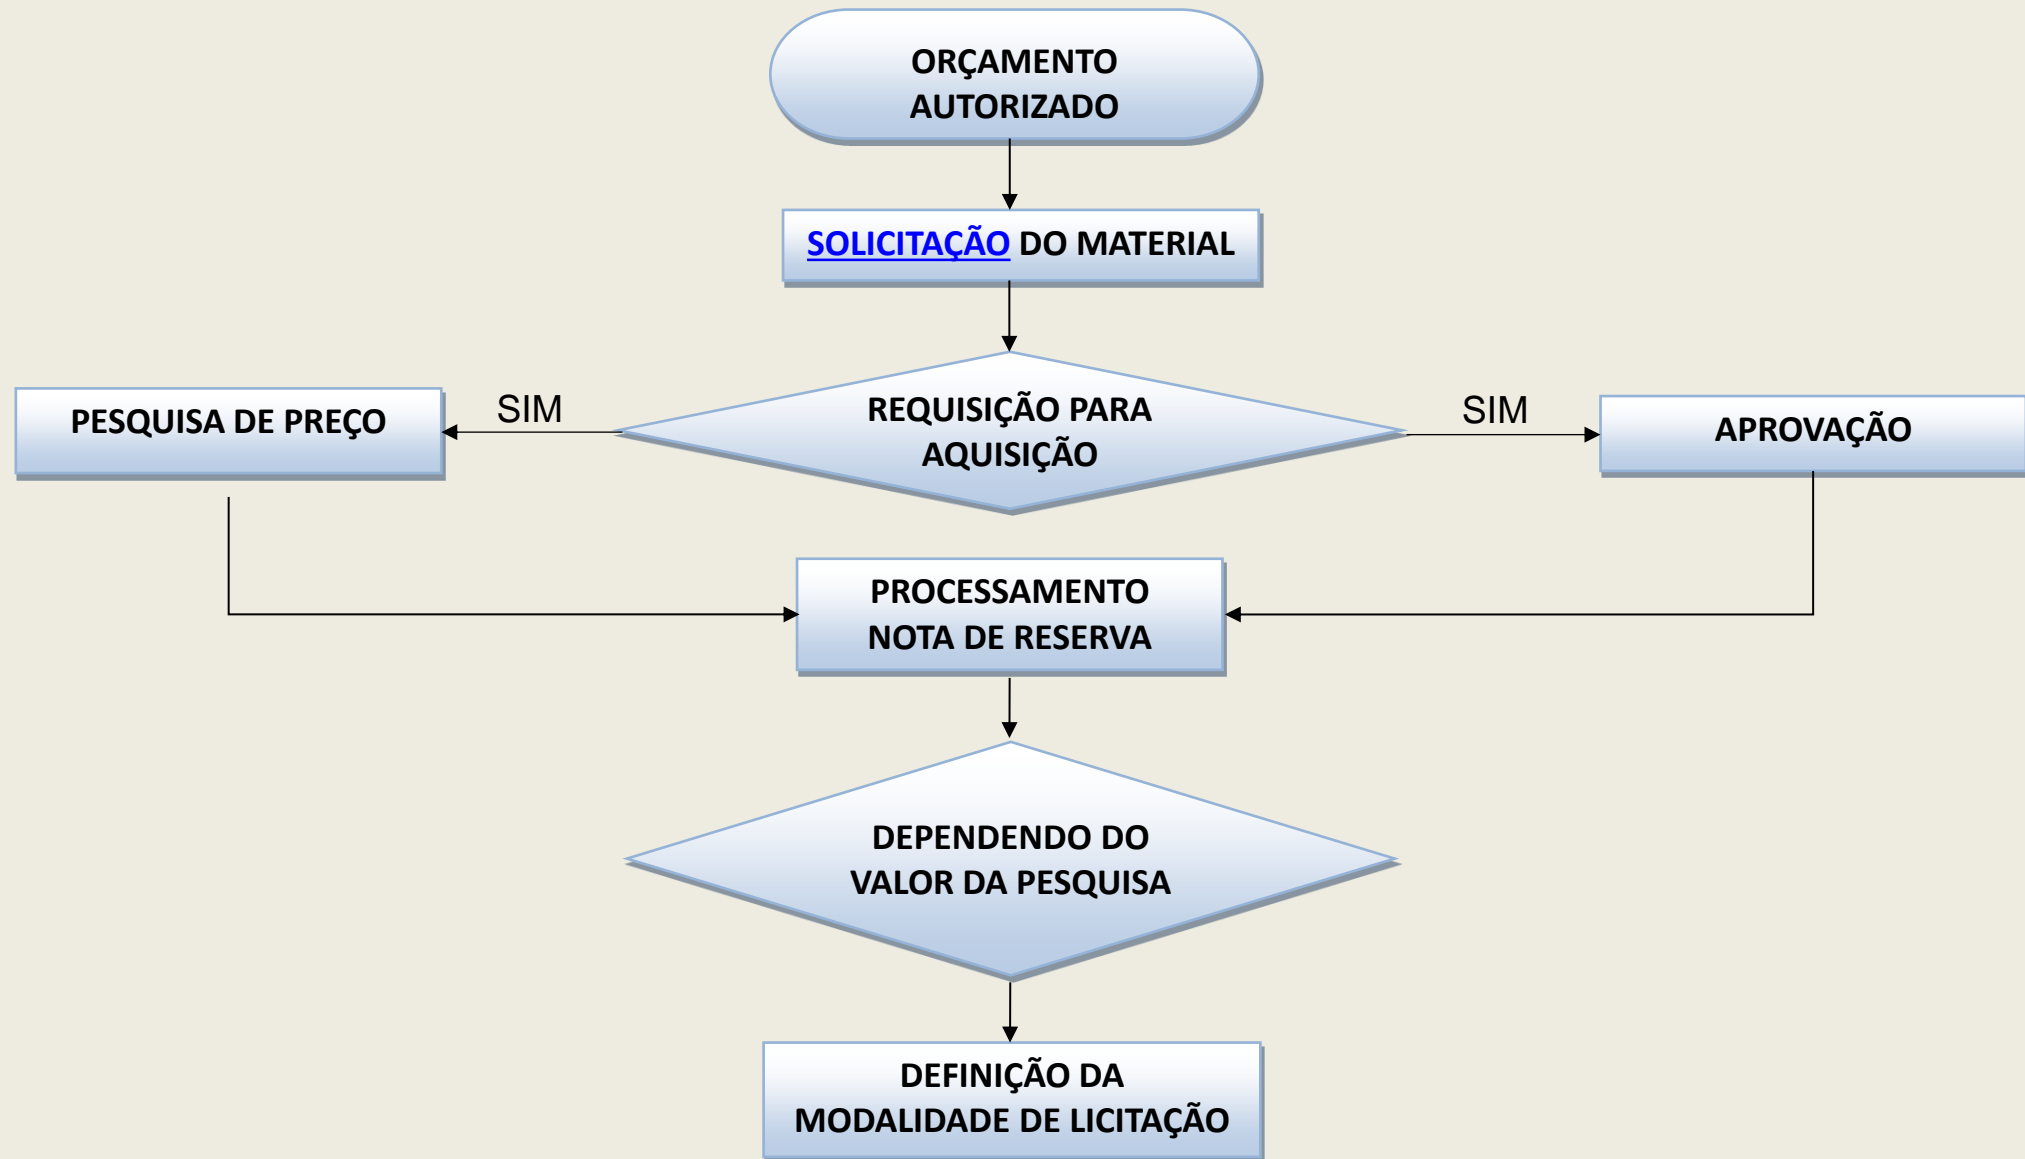 ORÇAMENTO
AUTORIZADO
SOLICITAÇÃO DO MATERIAL
PESQUISA DE PREÇO
SIM
REQUISIÇÃO PARA
AQUISIÇÃO
SIM
APROVAÇÃO
PROCESSAMENTO
NOTA DE RESERVA
DEPENDENDO DO
VALOR DA PESQUISA
DEFINIÇÃO DA
MODALIDADE DE LICITAÇÃO